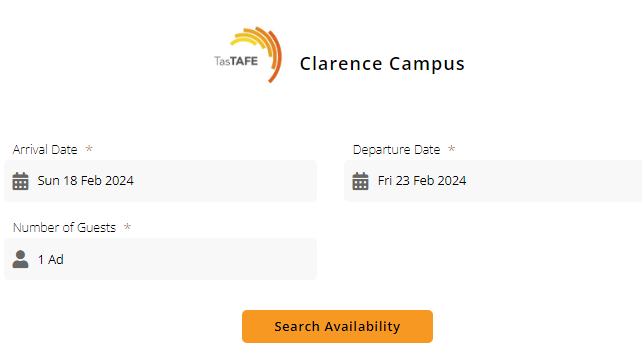 TasTAFE
Clarence Campus
Arrival Date *
Departure Date *
Sun 18 Feb 2024
Fri 23 Feb 2024
Number of Guests *
1 Ad
Search Availability